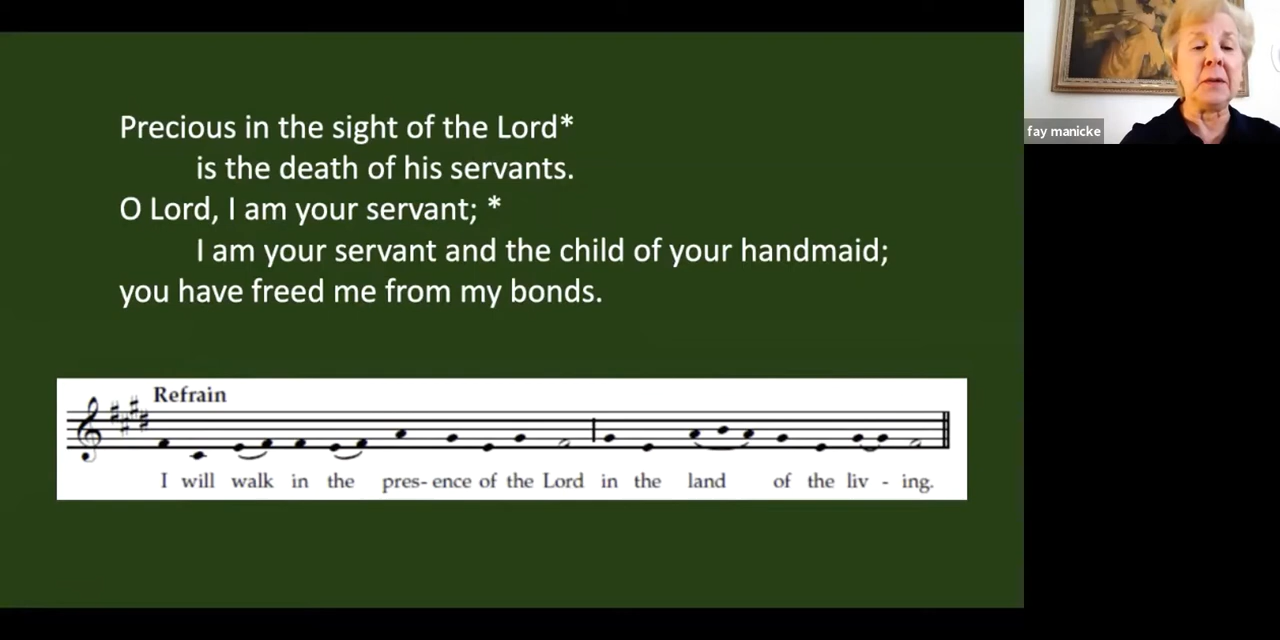 Precious in the sight of the Lord*
is the death of his servants.
O Lord, I am your servant; *
I am your servant and the child of your handmaid;
you have freed me from my bonds.
Refrain
I will walk in the pres- ence of the Lord in the land of the liv - ing.
fay manicke